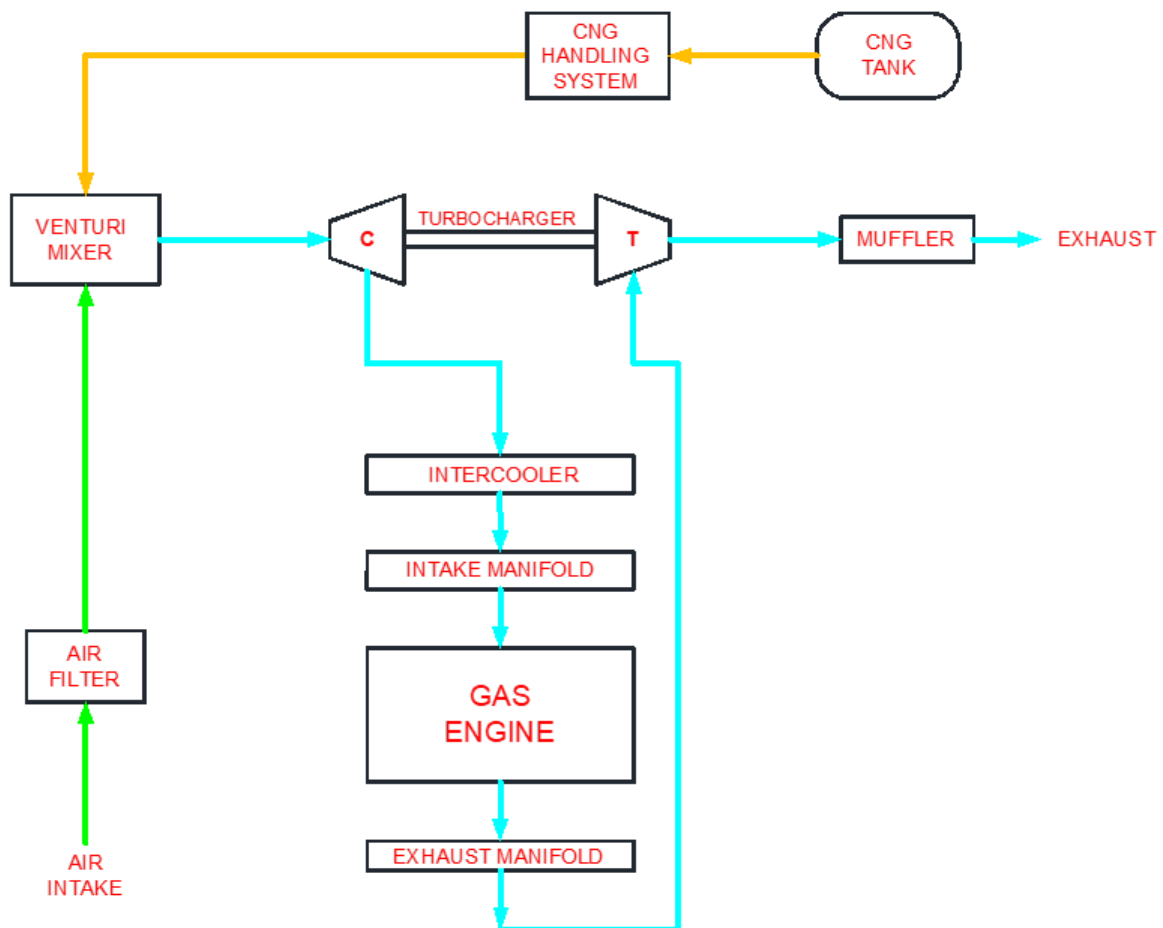 CNG
HANDLING
SYSTEM
CNG
TANK
VENTURI
MIXER
C
TURBOCHARGER
T
MUFFLER
EXHAUST
INTERCOOLER
INTAKE MANIFOLD
AIR
FILTER
GAS
ENGINE
EXHAUST MANIFOLD
AIR
INTAKE